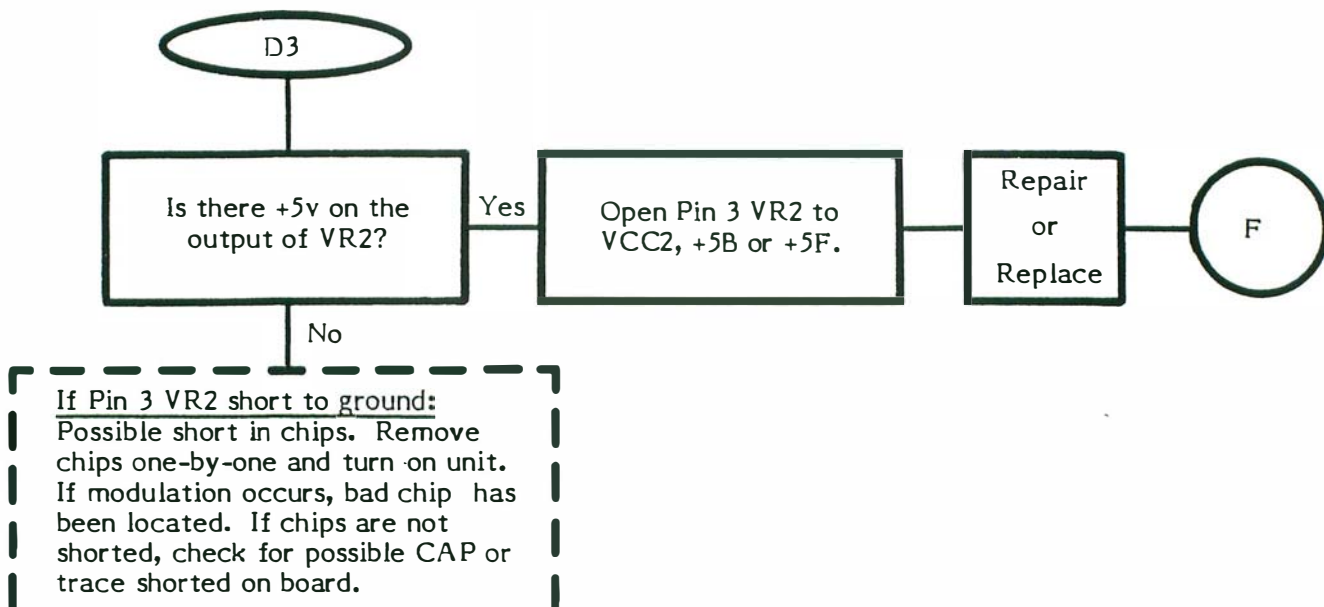 D3
Is there +5v on the
output of VR2?
Yes
Open Pin 3 VR2 to
VCC2, +5B or +5F.
Repair
or
Replace
F
No
If Pin 3 VR2 short to ground:
Possible short in chips. Remove
chips one-by-one and turn on unit.
If modulation occurs, bad chip has
been located. If chips are not
shorted, check for possible CAP or
trace shorted on board.